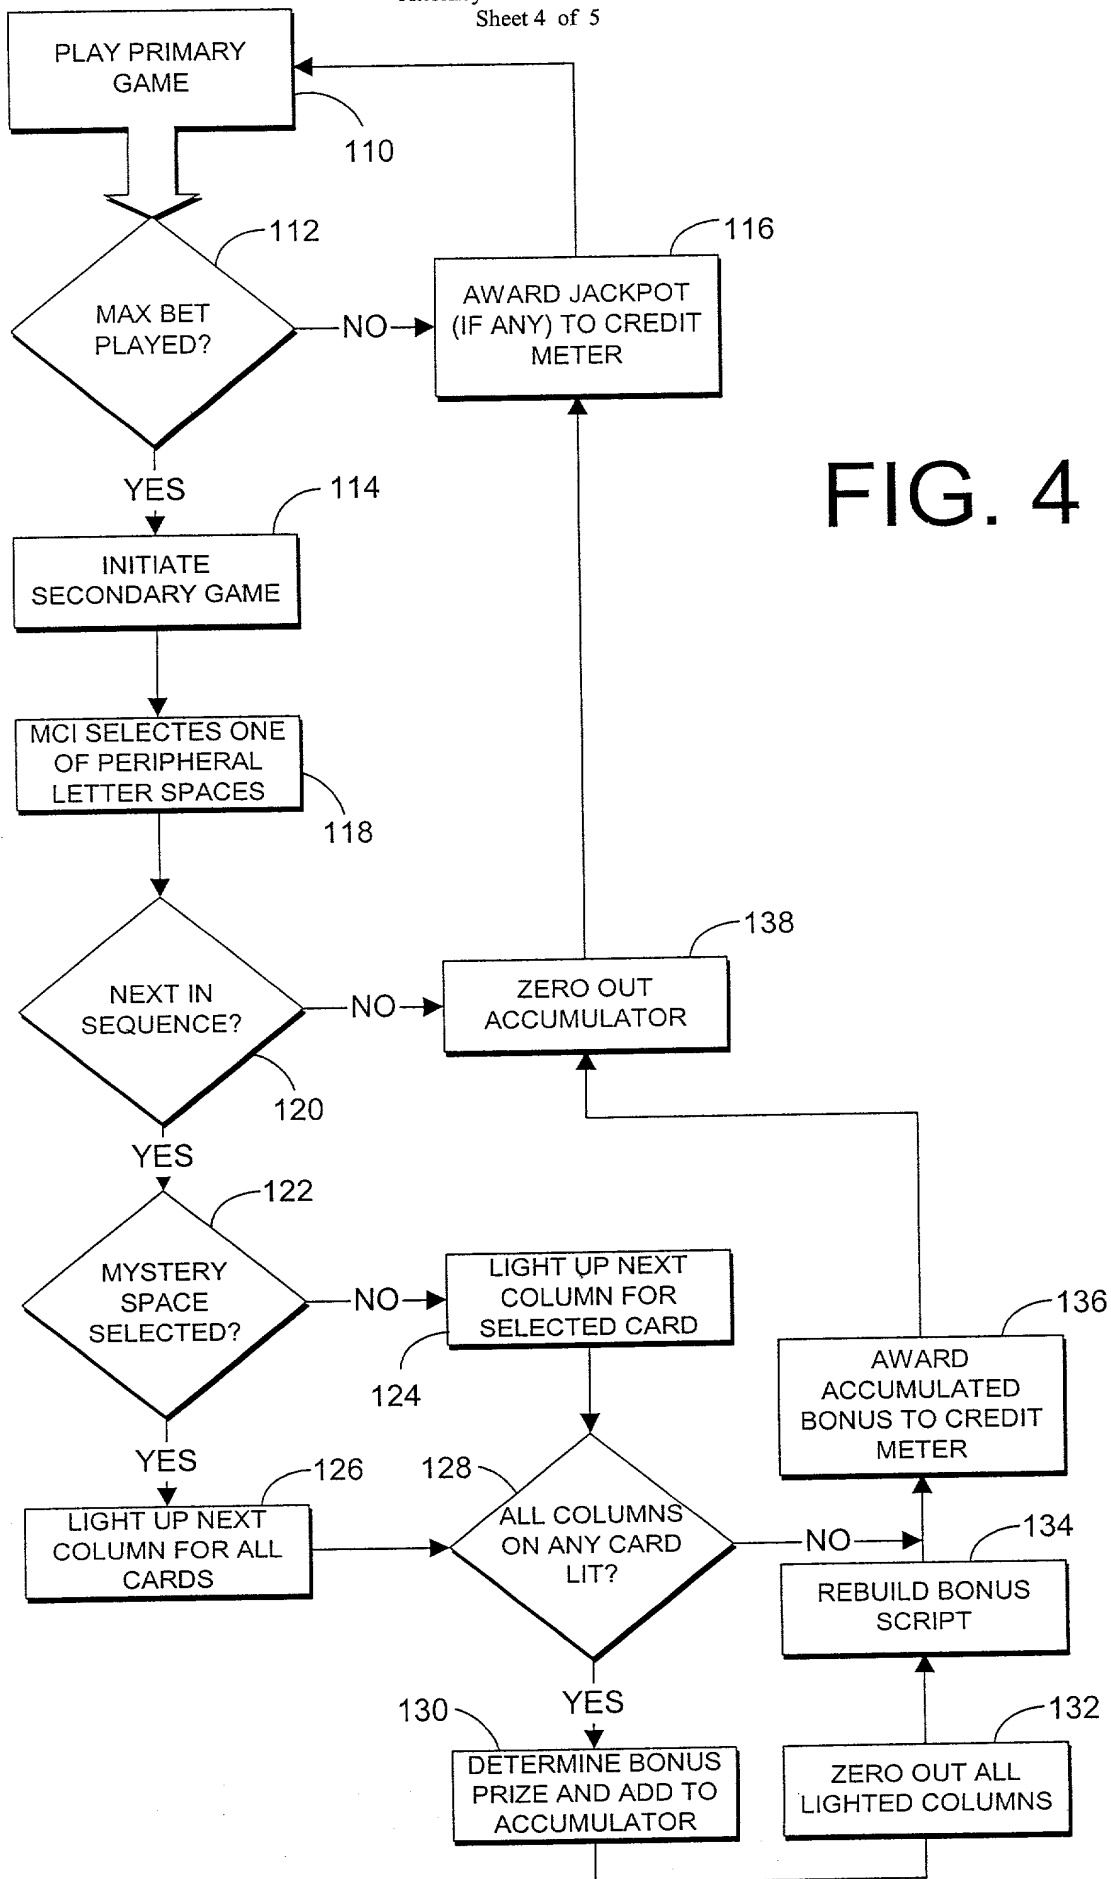 Sheet 4 of 5
PLAY PRIMARY
GAME
110
112
116
MAX BET
PLAYED?
NO
AWARD JACKPOT
(IF ANY) TO CREDIT
METER
FIG. 4
YES
114
INITIATE
SECONDARY GAME
MCI SELECTES ONE
OF PERIPHERAL
LETTER SPACES
118
138
NEXT IN
SEQUENCE?
NO
ZERO OUT
ACCUMULATOR
120
YES
122
MYSTERY
SPACE
SELECTED?
NO
LIGHT UP NEXT
COLUMN FOR
SELECTED CARD
124
136
AWARD
ACCUMULATED
BONUS TO CREDIT
METER
YES
126
128
LIGHT UP NEXT
COLUMN FOR ALL
CARDS
ALL COLUMNS
ON ANY CARD
LIT?
NO
134
REBUILD BONUS
SCRIPT
YES
130
132
DETERMINE BONUS
PRIZE AND ADD TO
ACCUMULATOR
ZERO OUT ALL
LIGHTED COLUMNS